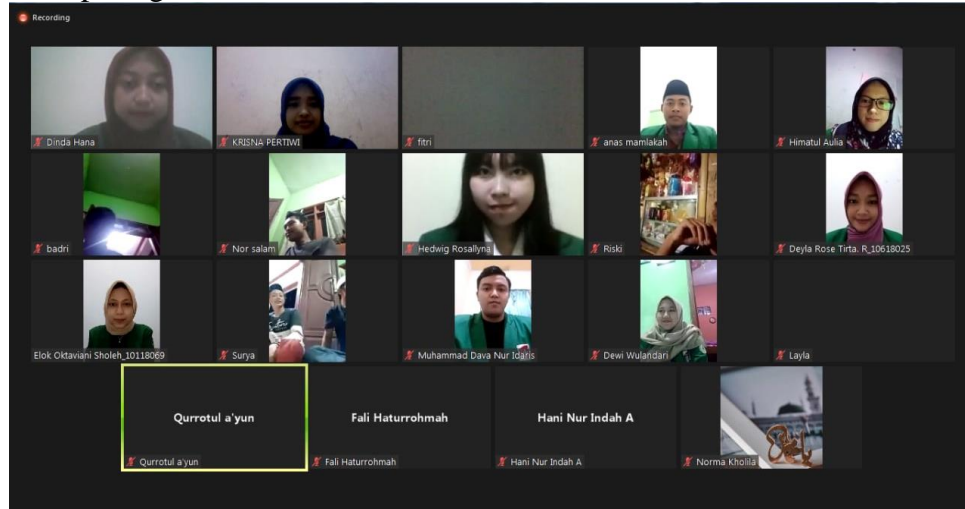 Recording
Dinda Hana
KRISNA PERTIWI
fitri
anas mamlakah
Himatul Aulia
badri
Nor salam
Hedwig Rosallyna
Riski
Deyla Rose Tirta. R_10618025
Elok Oktaviani Sholeh_10118069
Surya
Muhammad Dava Nur Idaris
Dewi Wulandari
Layla
Qurrotul a'yun
Fali Haturrohmah
Hani Nur Indah A
Qurrotul a'yun
Fali Haturrohmah
Hani Nur Indah A
Norma Kholila